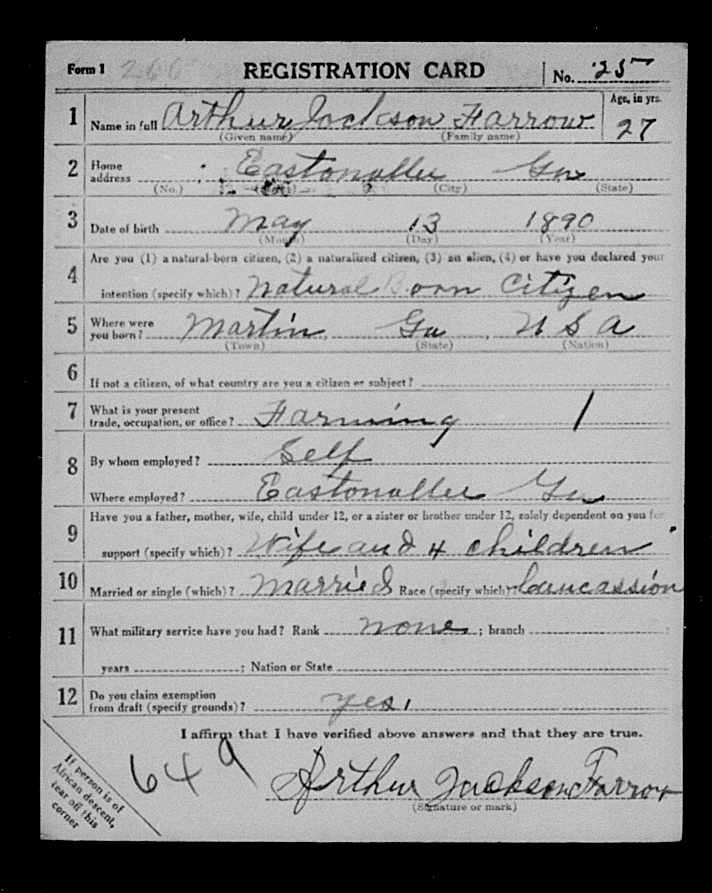 Form 1 266 REGISTRATION CARD No. 25
1 Name in full Arthur Jackson Farrow Age, in yrs. 27
(Given name) (Family name)
2 Home address Eastonollee Ga
(No.) (City) (State)
3 Date of birth May 13 1890
(Month) (Day) (Year)
4 Are you (1) a natural-born citizen, (2) a naturalized citizen, (3) an alien, (4) or have you declared your
intention (specify which)? Natural Born Citizen
5 Where were you born? Martin, Ga, U S A
(Town) (State) (Nation)
6 If not a citizen, of what country are you a citizen or subject?
7 What is your present trade, occupation, or office? Farming 1
8 By whom employed? Self
Where employed? Eastonollee Ga
9 Have you a father, mother, wife, child under 12, or a sister or brother under 12, solely dependent on you for
support (specify which)? Wife and 4 children
10 Married or single (which)? Married Race (specify which)? Caucassion
11 What military service have you had? Rank none ; branch
years ; Nation or State
12 Do you claim exemption from draft (specify grounds)? yes.
I affirm that I have verified above answers and that they are true.
649
Arthur Jackson Farrow
(Signature or mark)
If person is of
African descent,
tear off this
corner